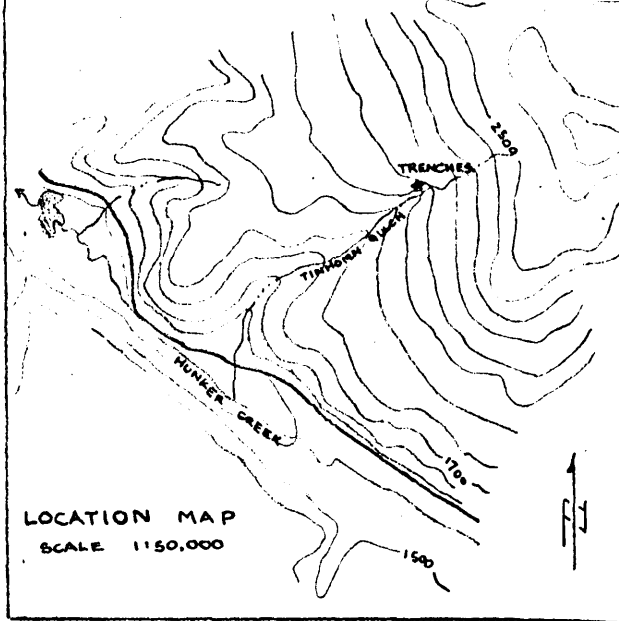 2500
TRENCHES
TINHORN GULCH
HUNKER CREEK
1700
LOCATION MAP
SCALE 1:50,000
1500